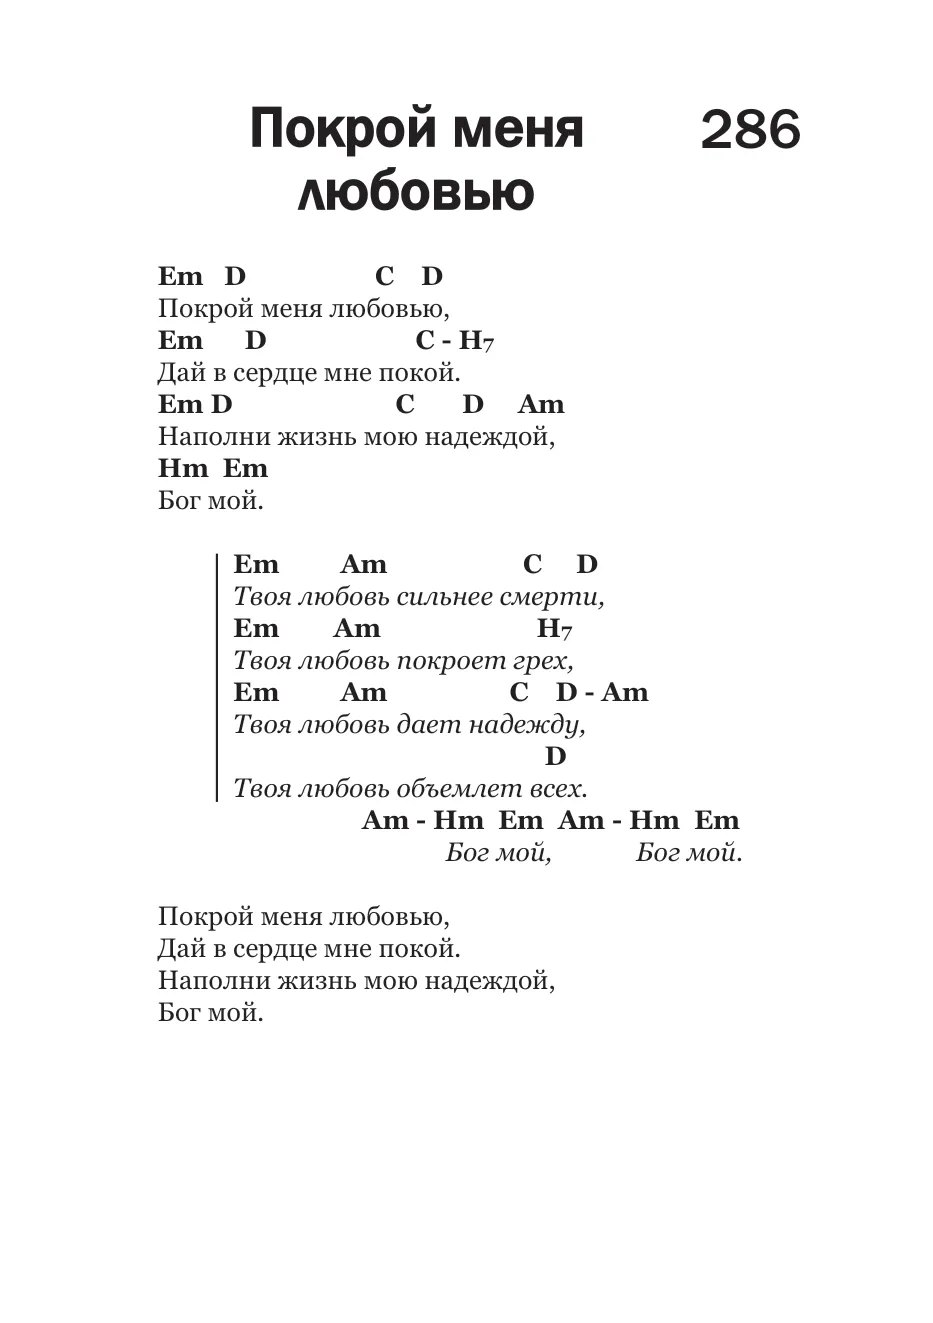 Покрой меня 286
любовью
Em D C D
Покрой меня любовью,
Em D C - H7
Дай в сердце мне покой.
Em D C D Am
Наполни жизнь мою надеждой,
Hm Em
Бог мой.
Em Am C D
Твоя любовь сильнее смерти,
Em Am H7
Твоя любовь покроет грех,
Em Am C D - Am
Твоя любовь дает надежду,
D
Твоя любовь объемлет всех.
Am - Hm Em Am - Hm Em
Бог мой, Бог мой.
Покрой меня любовью,
Дай в сердце мне покой.
Наполни жизнь мою надеждой,
Бог мой.